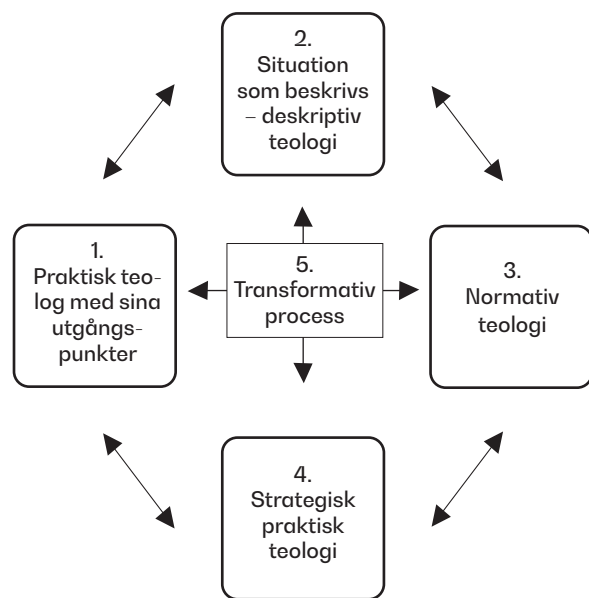 2.
Situation
som beskrivs
– deskriptiv
teologi
1.
Praktisk teo-
log med sina
utgångs-
punkter
5.
Transformativ
process
3.
Normativ
teologi
4.
Strategisk
praktisk
teologi